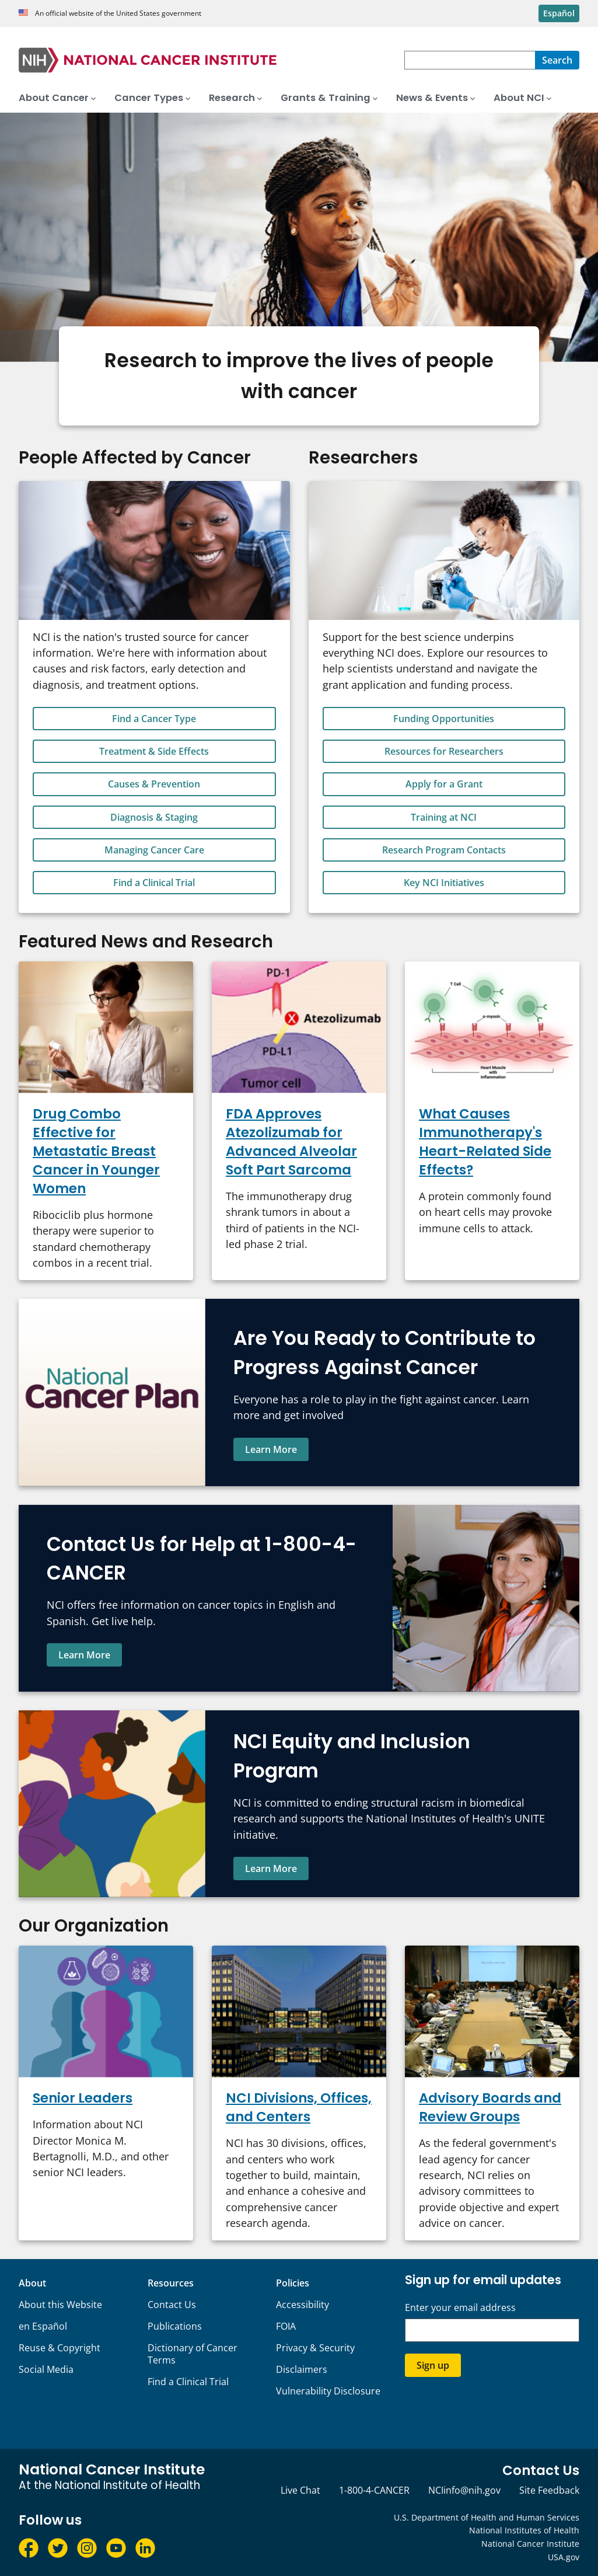 An official website of the United States government
Español
NIH NATIONAL CANCER INSTITUTE
Search
About Cancer
Cancer Types
Research
Grants & Training
News & Events
About NCI
Research to improve the lives of people
with cancer
People Affected by Cancer
NCI is the nation's trusted source for cancer
information. We're here with information about
causes and risk factors, early detection and
diagnosis, and treatment options.
Find a Cancer Type
Treatment & Side Effects
Causes & Prevention
Diagnosis & Staging
Managing Cancer Care
Find a Clinical Trial
Researchers
Support for the best science underpins
everything NCI does. Explore our resources to
help scientists understand and navigate the
grant application and funding process.
Funding Opportunities
Resources for Researchers
Apply for a Grant
Training at NCI
Research Program Contacts
Key NCI Initiatives
Featured News and Research
Drug Combo
Effective for
Metastatic Breast
Cancer in Younger
Women
Ribociclib plus hormone
therapy were superior to
standard chemotherapy
combos in a recent trial.
PD-1
X Atezolizumab
PD-L1
Tumor cell
FDA Approves
Atezolizumab for
Advanced Alveolar
Soft Part Sarcoma
The immunotherapy drug
shrank tumors in about a
third of patients in the NCI-
led phase 2 trial.
T Cell
α-myosin
Heart Muscle
with
Inflammation
What Causes
Immunotherapy's
Heart-Related Side
Effects?
A protein commonly found
on heart cells may provoke
immune cells to attack.
National
Cancer Plan
Are You Ready to Contribute to
Progress Against Cancer
Everyone has a role to play in the fight against cancer. Learn
more and get involved
Learn More
Contact Us for Help at 1-800-4-
CANCER
NCI offers free information on cancer topics in English and
Spanish. Get live help.
Learn More
NCI Equity and Inclusion
Program
NCI is committed to ending structural racism in biomedical
research and supports the National Institutes of Health's UNITE
initiative.
Learn More
Our Organization
Senior Leaders
Information about NCI
Director Monica M.
Bertagnolli, M.D., and other
senior NCI leaders.
NCI Divisions, Offices,
and Centers
NCI has 30 divisions, offices,
and centers who work
together to build, maintain,
and enhance a cohesive and
comprehensive cancer
research agenda.
Advisory Boards and
Review Groups
As the federal government's
lead agency for cancer
research, NCI relies on
advisory committees to
provide objective and expert
advice on cancer.
About
About this Website
en Español
Reuse & Copyright
Social Media
Resources
Contact Us
Publications
Dictionary of Cancer
Terms
Find a Clinical Trial
Policies
Accessibility
FOIA
Privacy & Security
Disclaimers
Vulnerability Disclosure
Sign up for email updates
Enter your email address
Sign up
National Cancer Institute
At the National Institute of Health
Follow us
Contact Us
Live Chat
1-800-4-CANCER
NCIinfo@nih.gov
Site Feedback
U.S. Department of Health and Human Services
National Institutes of Health
National Cancer Institute
USA.gov